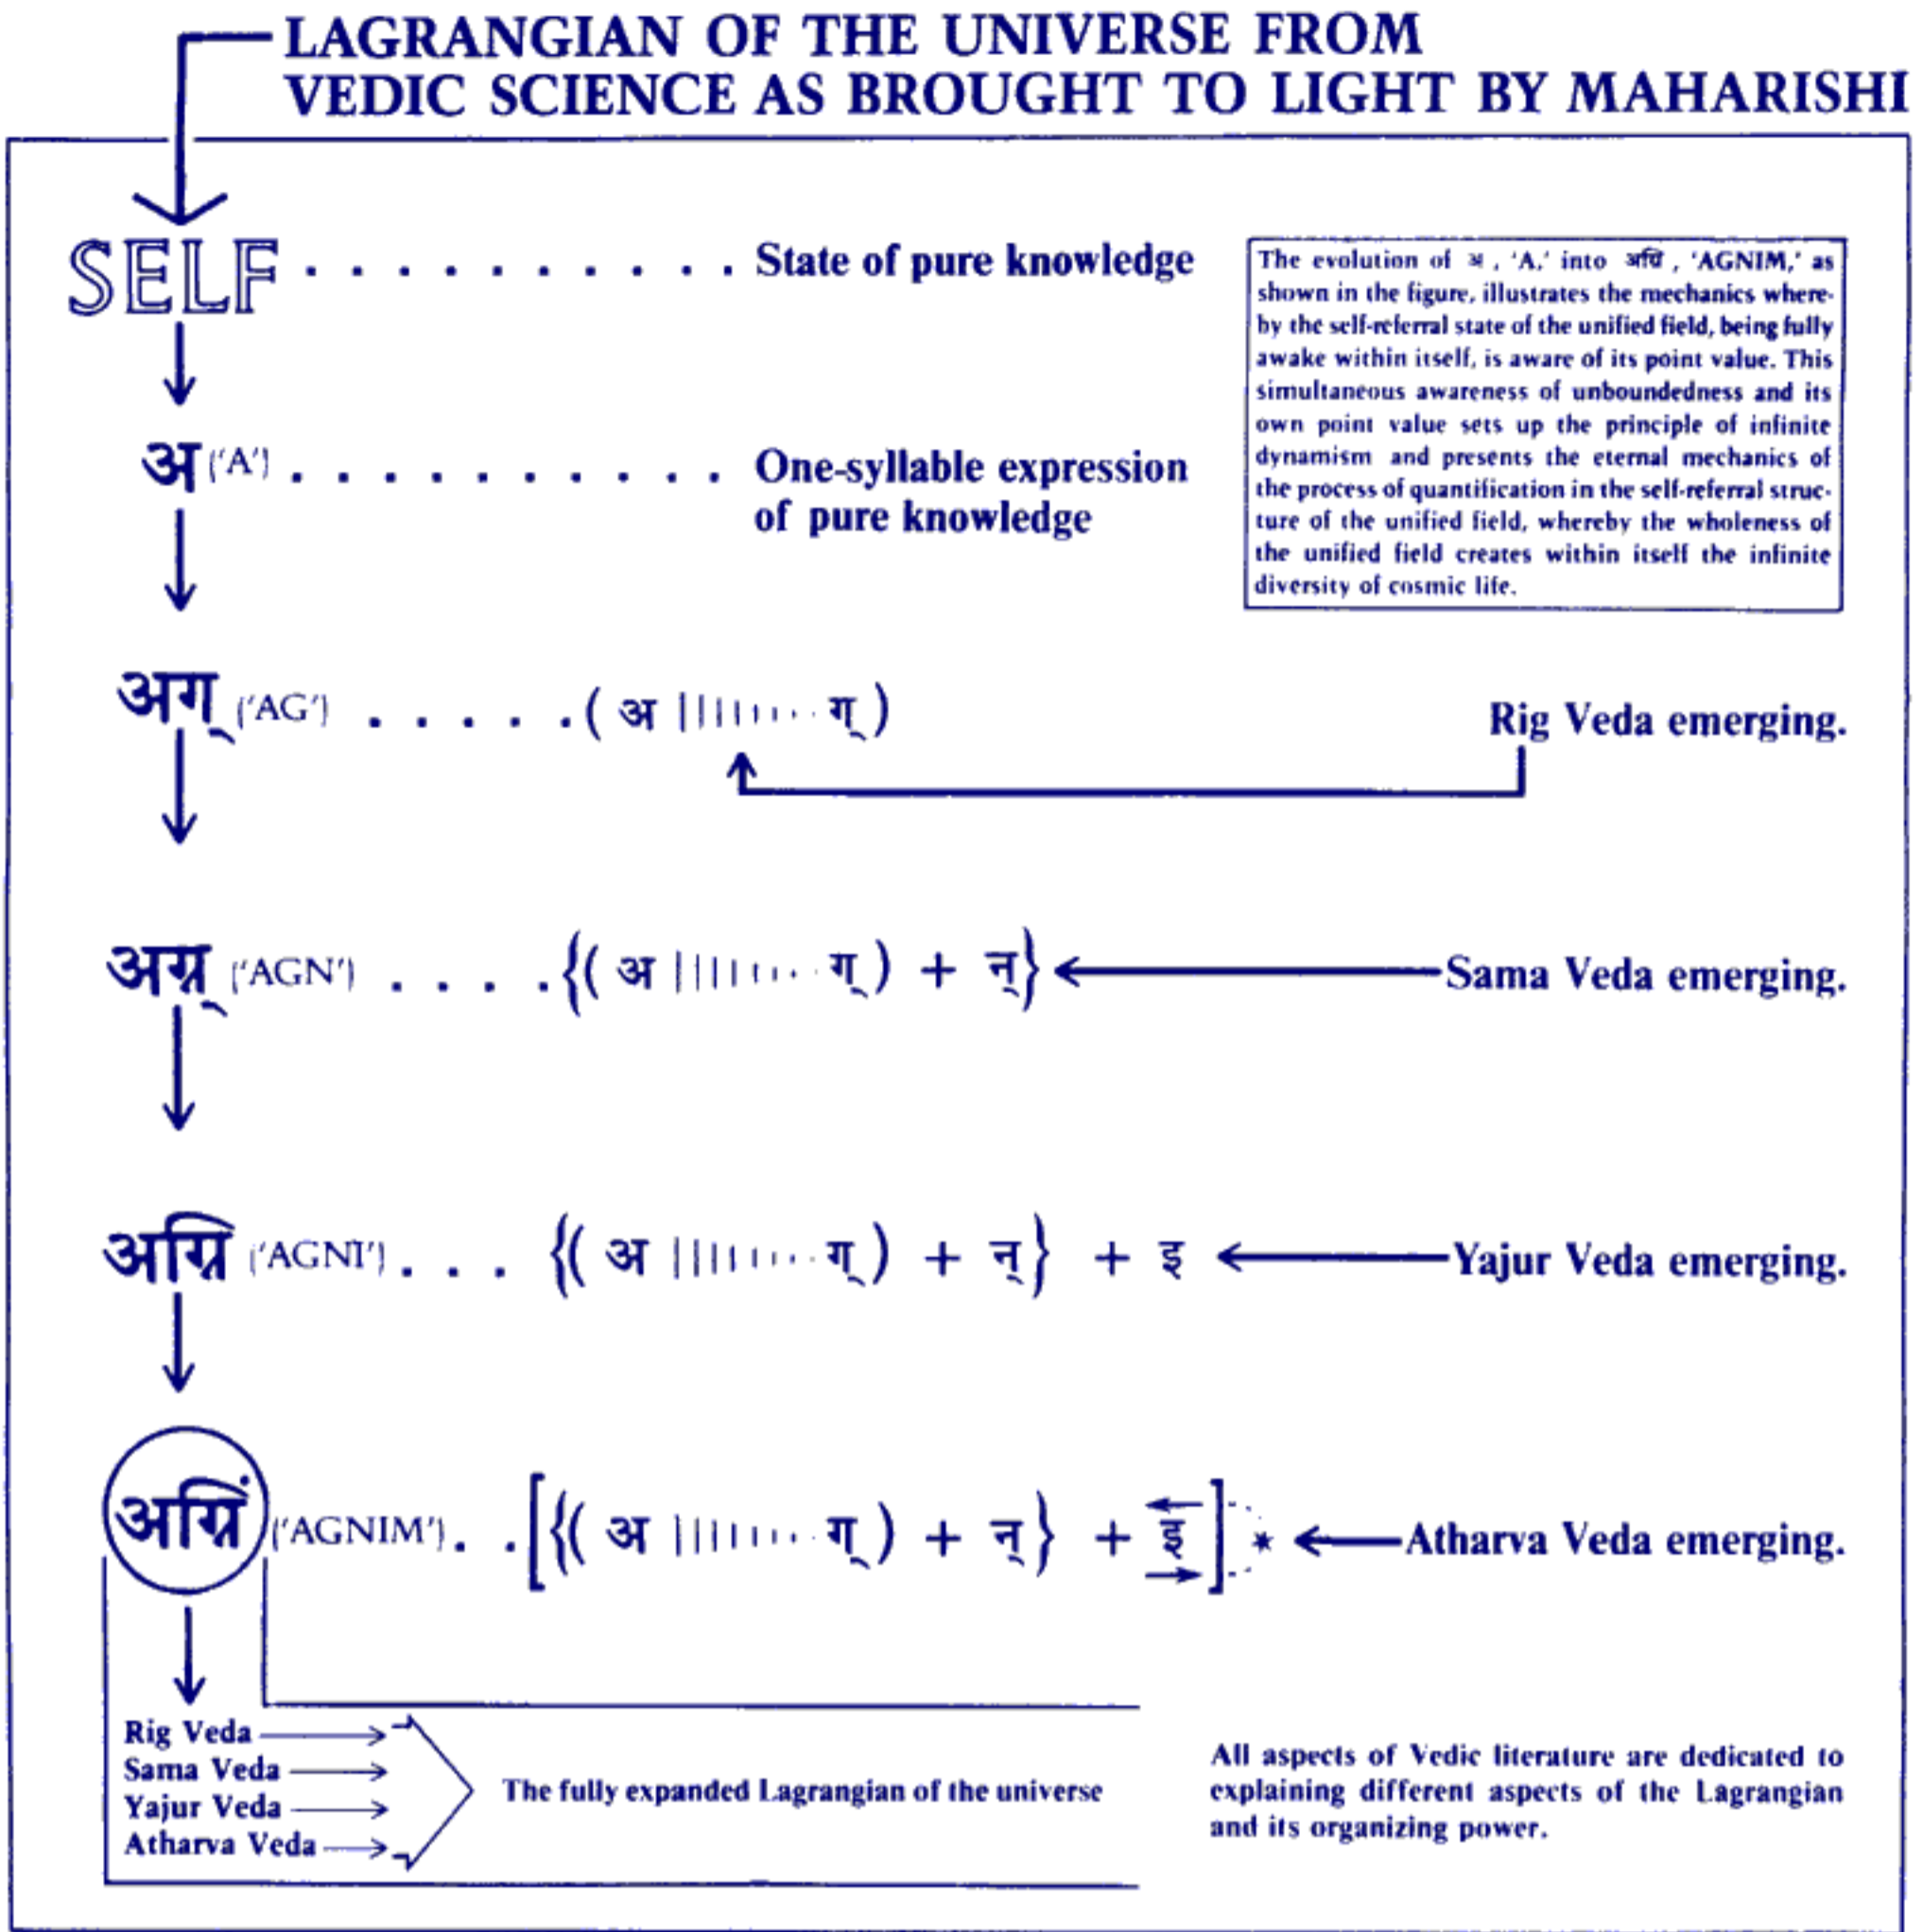 LAGRANGIAN OF THE UNIVERSE FROM
VEDIC SCIENCE AS BROUGHT TO LIGHT BY MAHARISHI
SELF . . . . . . . . . . State of pure knowledge
The evolution of अ, 'A,' into अग्निं, 'AGNIM,' as
shown in the figure, illustrates the mechanics where-
by the self-referral state of the unified field, being fully
awake within itself, is aware of its point value. This
simultaneous awareness of unboundedness and its
own point value sets up the principle of infinite
dynamism and presents the eternal mechanics of
the process of quantification in the self-referral struc-
ture of the unified field, whereby the wholeness of
the unified field creates within itself the infinite
diversity of cosmic life.
अ ('A') . . . . . . . . . . One-syllable expression
of pure knowledge
अग् ('AG') . . . . . ( अ ||||||··· ग् ) Rig Veda emerging.
अग्न् ('AGN') . . . . {( अ ||||||··· ग् ) + न्} Sama Veda emerging.
अग्नि ('AGNI') . . . {( अ ||||||··· ग् ) + न्} + इ Yajur Veda emerging.
अग्निं ('AGNIM') . . [{( अ ||||||··· ग् ) + न्} + इ] Atharva Veda emerging.
Rig Veda
Sama Veda
Yajur Veda
Atharva Veda
The fully expanded Lagrangian of the universe
All aspects of Vedic literature are dedicated to
explaining different aspects of the Lagrangian
and its organizing power.